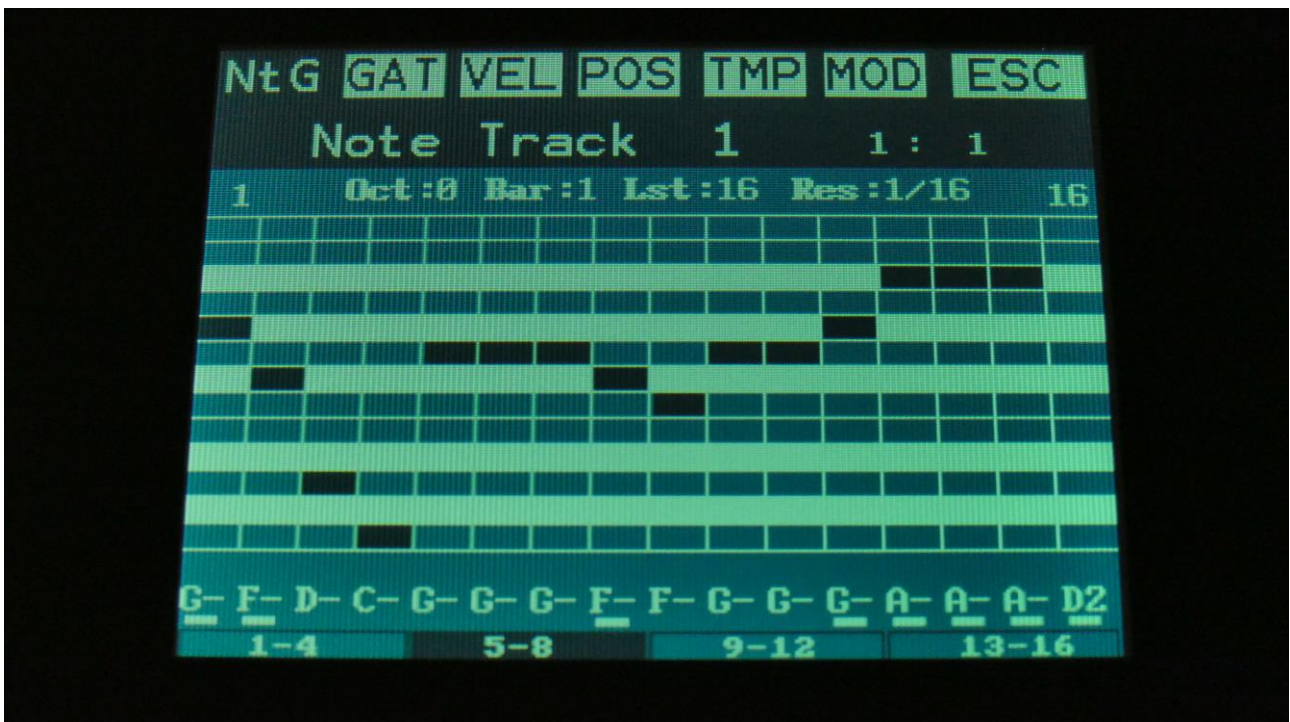 NtG GAT VEL POS TMP MOD ESC
Note Track 1 1: 1
1 Oct:0 Bar:1 Lst:16 Res:1/16 16
G- F- D- C- G- G- G- F- F- G- G- G- A- A- A- D2
1-4 5-8 9-12 13-16